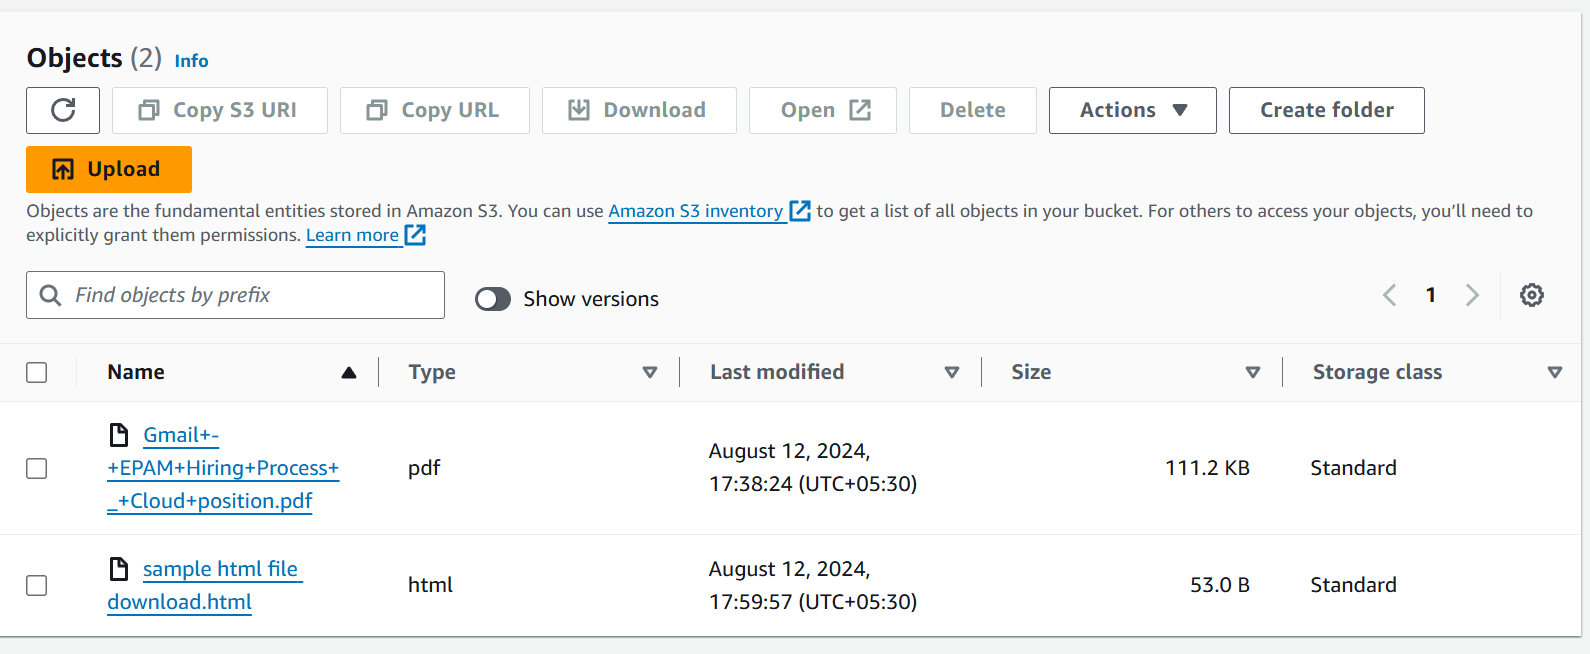 Objects (2) Info
Copy S3 URI Copy URL Download Open Delete Actions Create folder
Upload
Objects are the fundamental entities stored in Amazon S3. You can use Amazon S3 inventory to get a list of all objects in your bucket. For others to access your objects, you’ll need to
explicitly grant them permissions. Learn more
Find objects by prefix Show versions 1
Name Type Last modified Size Storage class
Gmail+-
+EPAM+Hiring+Process+
_+Cloud+position.pdf
pdf
August 12, 2024,
17:38:24 (UTC+05:30)
111.2 KB
Standard
sample html file
download.html
html
August 12, 2024,
17:59:57 (UTC+05:30)
53.0 B
Standard